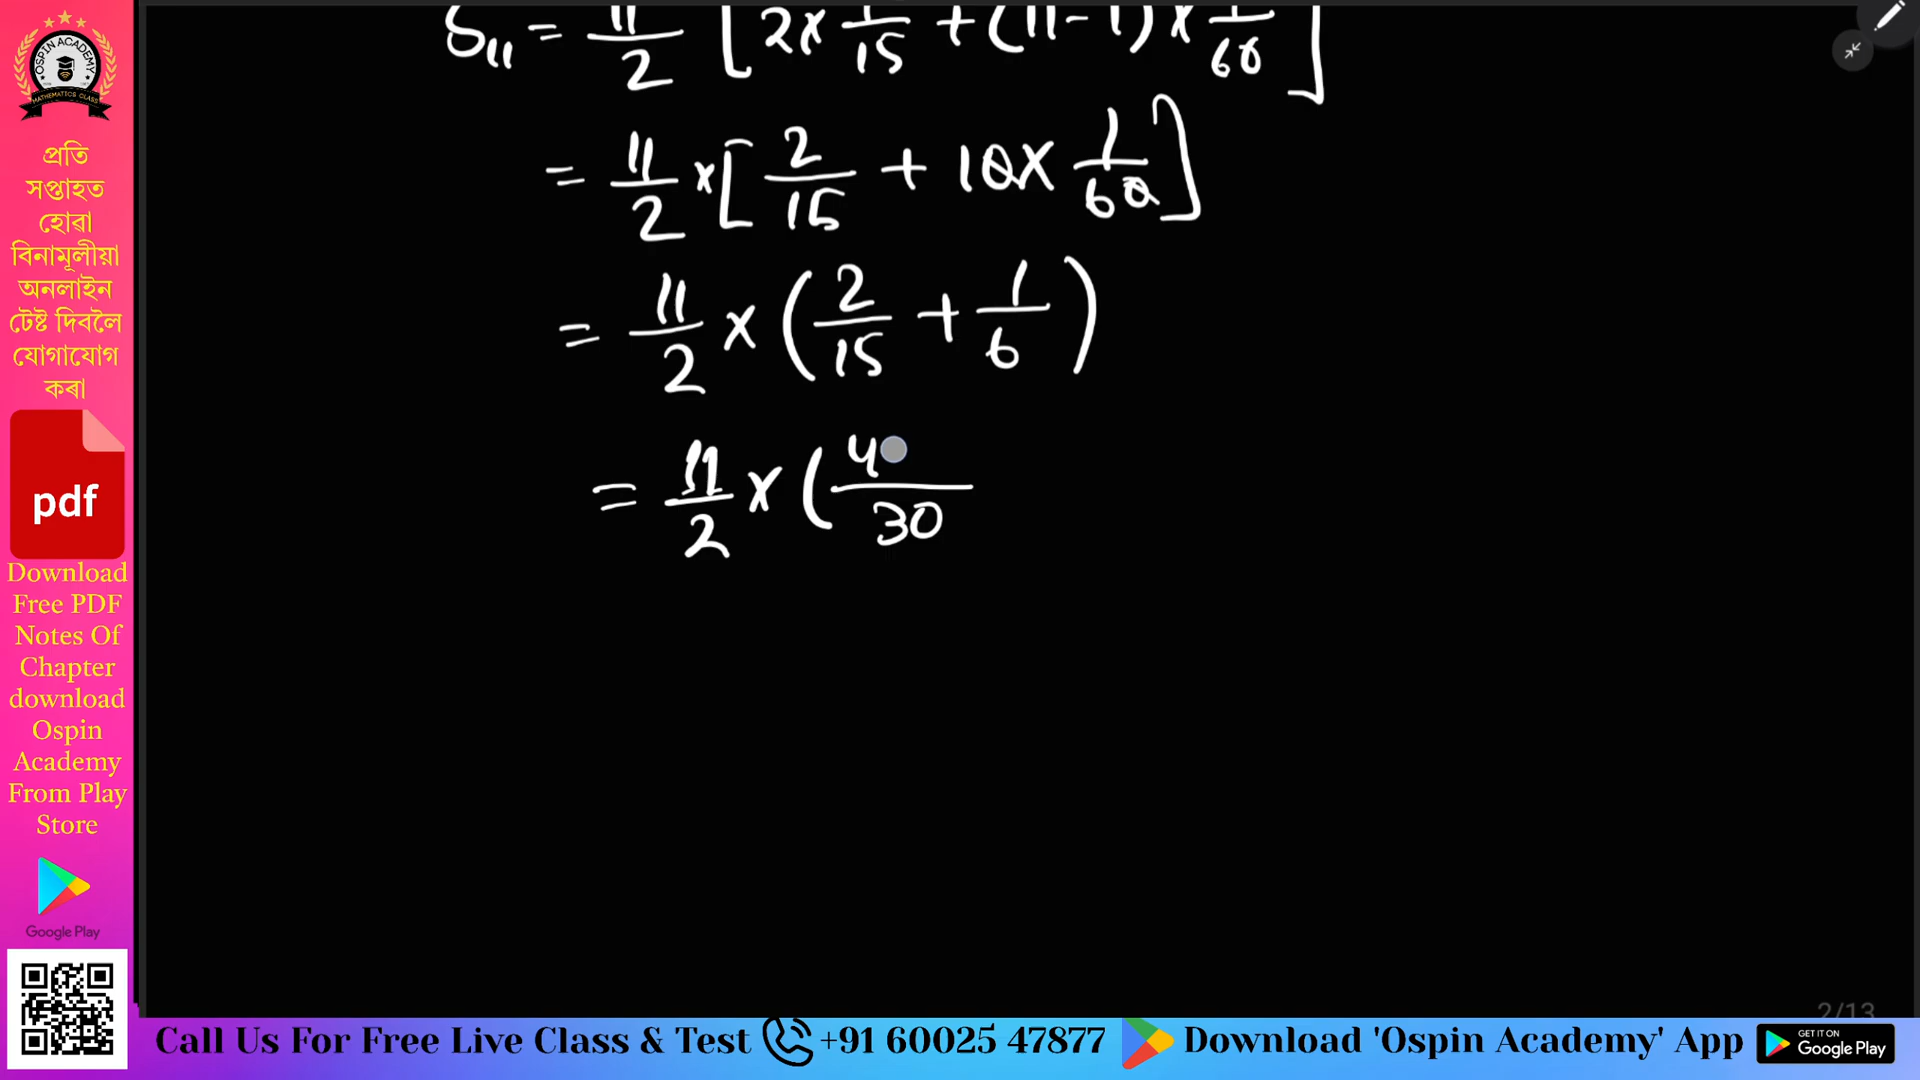 OSPIN ACADEMY
MATHEMATICS CLASS
প্ৰতি
সপ্তাহত
হোৱা
বিনামূলীয়া
অনলাইন
টেষ্ট দিবলৈ
যোগাযোগ
কৰা
pdf
Download
Free PDF
Notes Of
Chapter
download
Ospin
Academy
From Play
Store
Google Play
S₁₁ = 11/2 [2× 1/15 + (11-1) × 1/60]
= 11/2 × [2/15 + 10× 1/60]
= 11/2 × (2/15 + 1/6)
= 11/2 × (4/30
2/13
Call Us For Free Live Class & Test +91 60025 47877 Download 'Ospin Academy' App GET IT ON Google Play